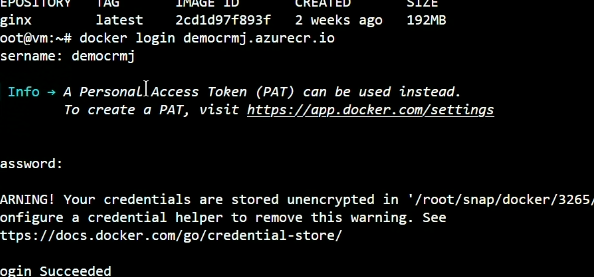 EPOSITORY TAG IMAGE ID CREATED SIZE
ginx latest 2cd1d97f893f 2 weeks ago 192MB
oot@vm:~# docker login democrmj.azurecr.io
sername: democrmj
Info → A Personal Access Token (PAT) can be used instead.
To create a PAT, visit https://app.docker.com/settings
assword:
ARNING! Your credentials are stored unencrypted in '/root/snap/docker/3265/
onfigure a credential helper to remove this warning. See
ttps://docs.docker.com/go/credential-store/
ogin Succeeded